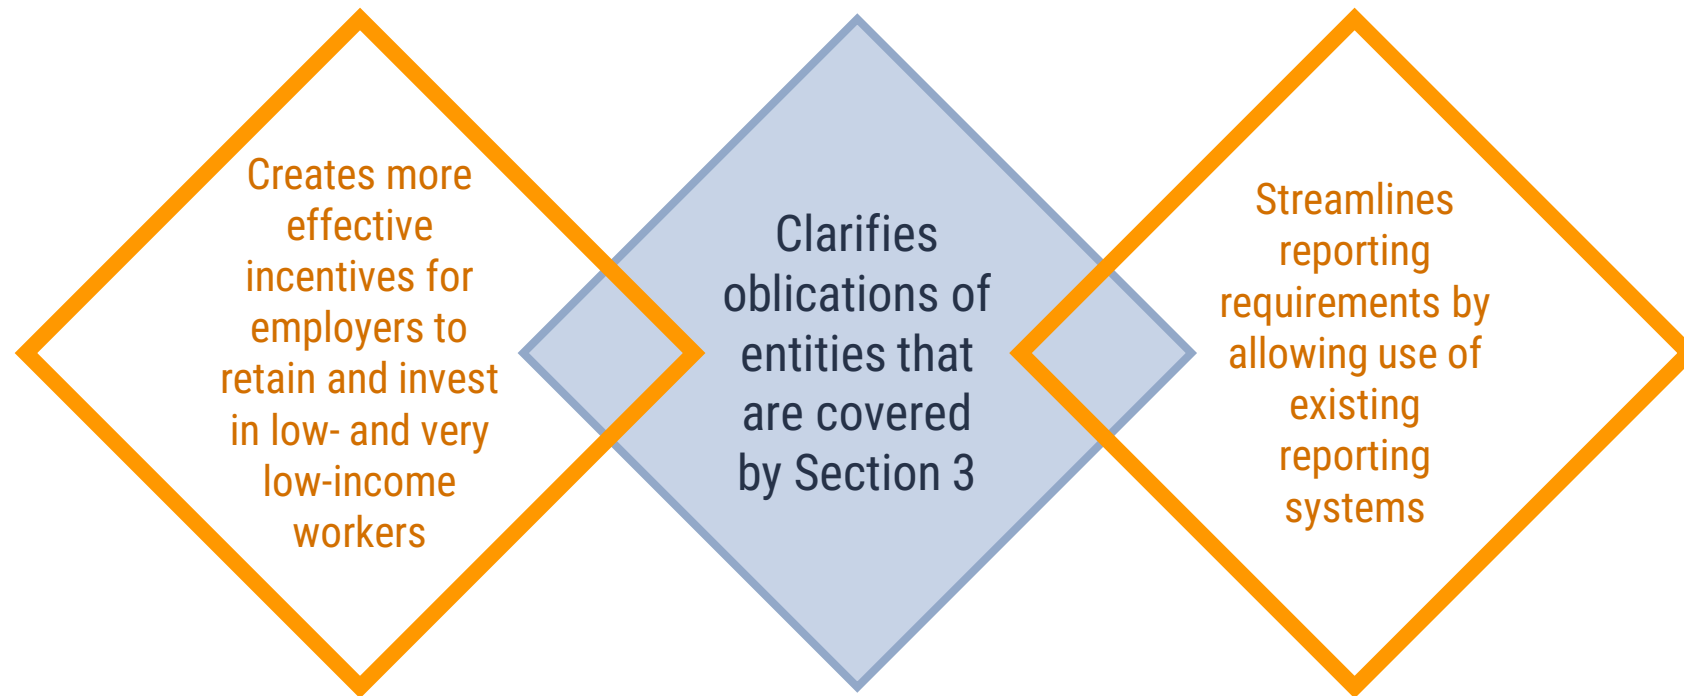 Creates more
effective
incentives for
employers to
retain and invest
in low- and very
low-income
workers
Clarifies
oblications of
entities that
are covered
by Section 3
Streamlines
reporting
requirements by
allowing use of
existing
reporting
systems